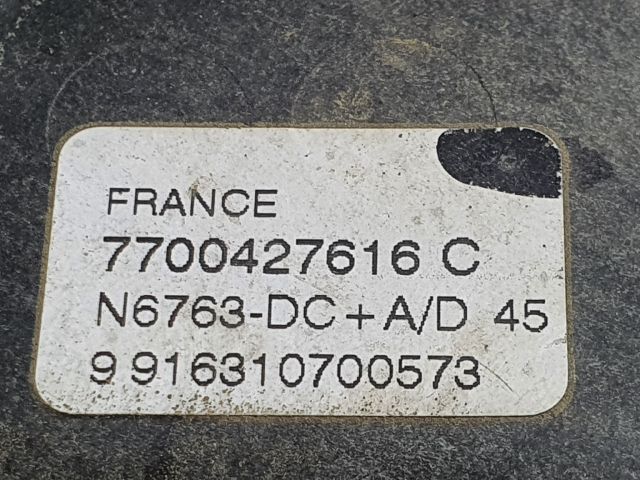 FRANCE
7700427616 C
N6763-DC+A/D 45
9 916310700573